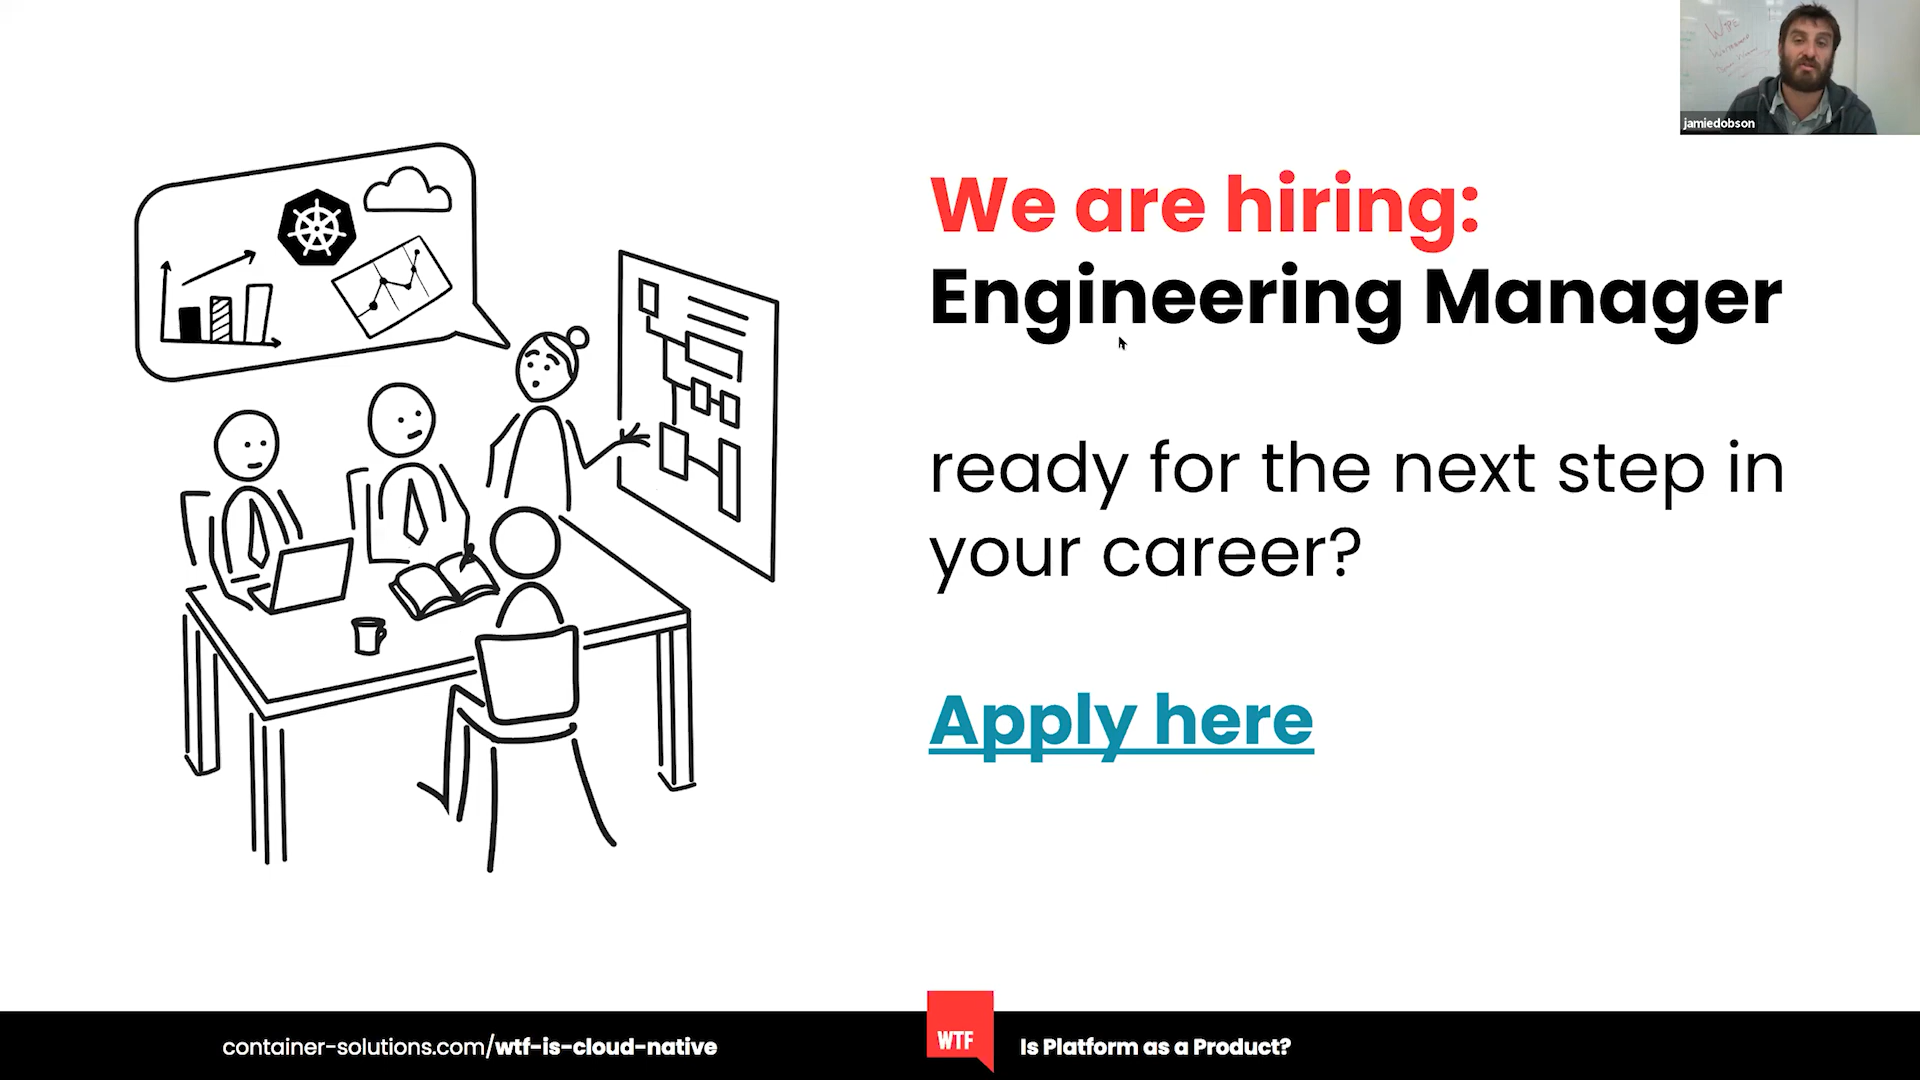 jamiedobson
We are hiring:
Engineering Manager
ready for the next step in
your career?
Apply here
container-solutions.com/wtf-is-cloud-native
WTF
Is Platform as a Product?